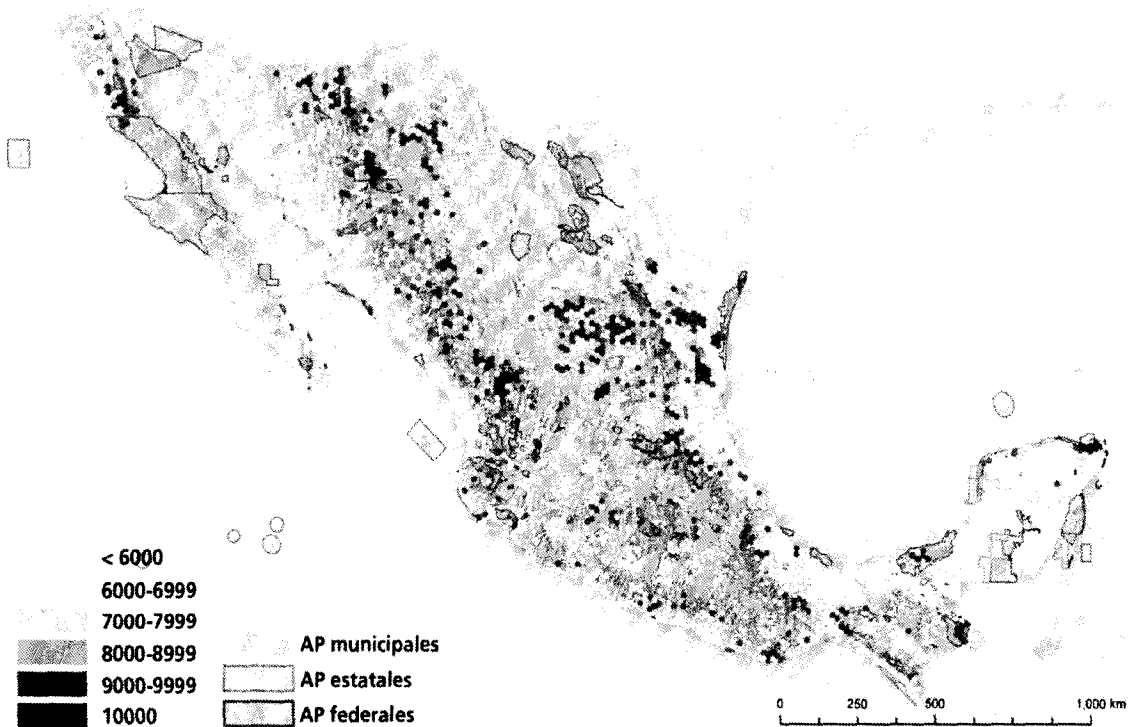 < 6000
6000-6999
7000-7999
8000-8999
9000-9999
10000
AP municipales
AP estatales
AP federales
0 250 500 1,000 km